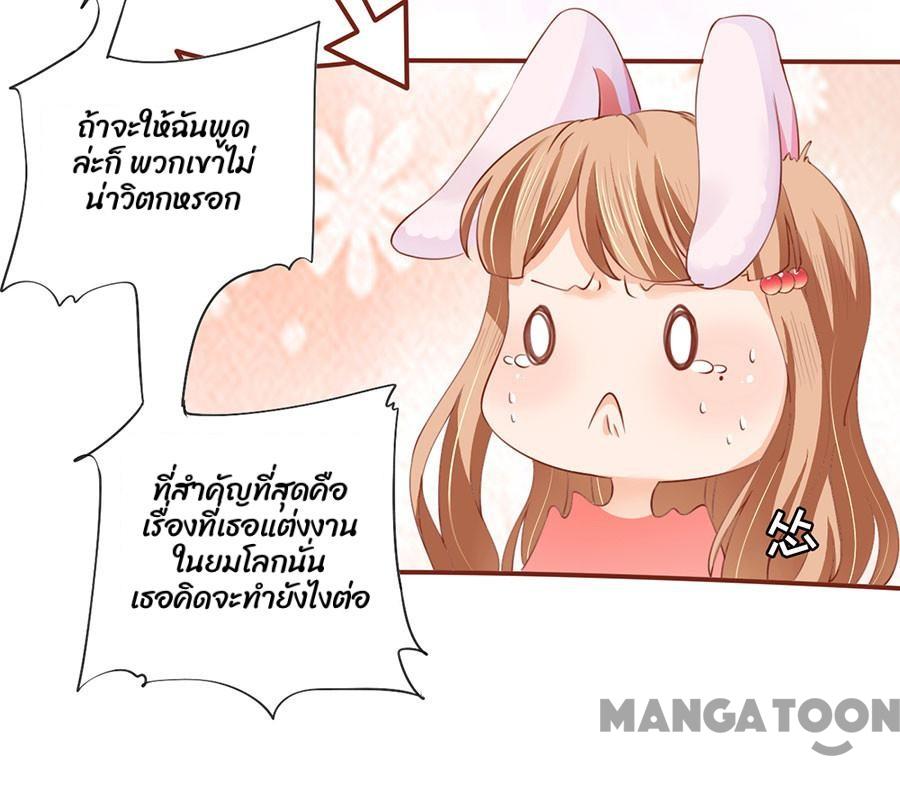 ถ้าจะให้ฉันพูด
ล่ะก็ พวกเขาไม่
น่าวิตกหรอก
ที่สำคัญที่สุดคือ
เรื่องที่เธอแต่งงาน
ในยมโลกนั่น
เธอคิดจะทำยังไงต่อ
怂
MANGATOON